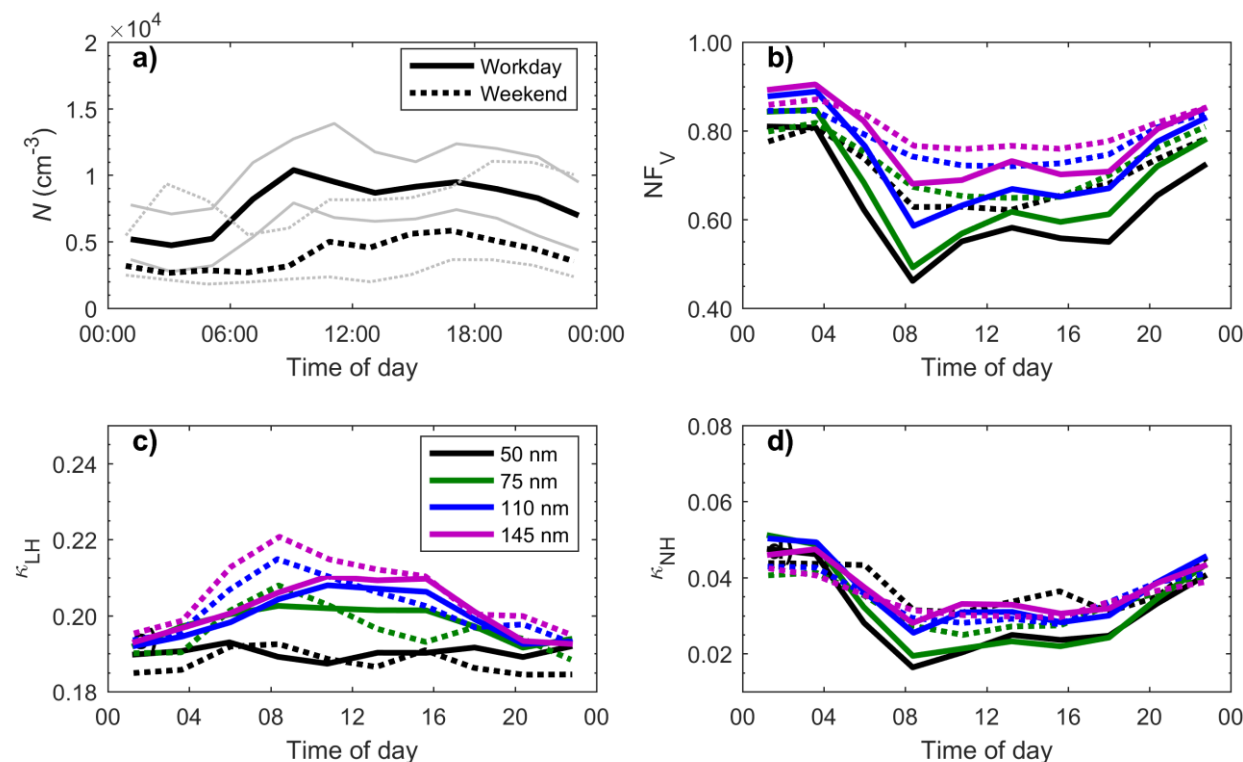 ×10⁴
a)
2
1.5
1
0.5
0
N (cm⁻³)
Workday
Weekend
00:00 06:00 12:00 18:00 00:00
Time of day
b)
1.00
0.80
0.60
0.40
NF_V
00 04 08 12 16 20 00
Time of day
c)
0.24
0.22
0.20
0.18
κ_LH
50 nm
75 nm
110 nm
145 nm
00 04 08 12 16 20 00
Time of day
d)
0.08
0.06
0.04
0.02
κ_NH
00 04 08 12 16 20 00
Time of day